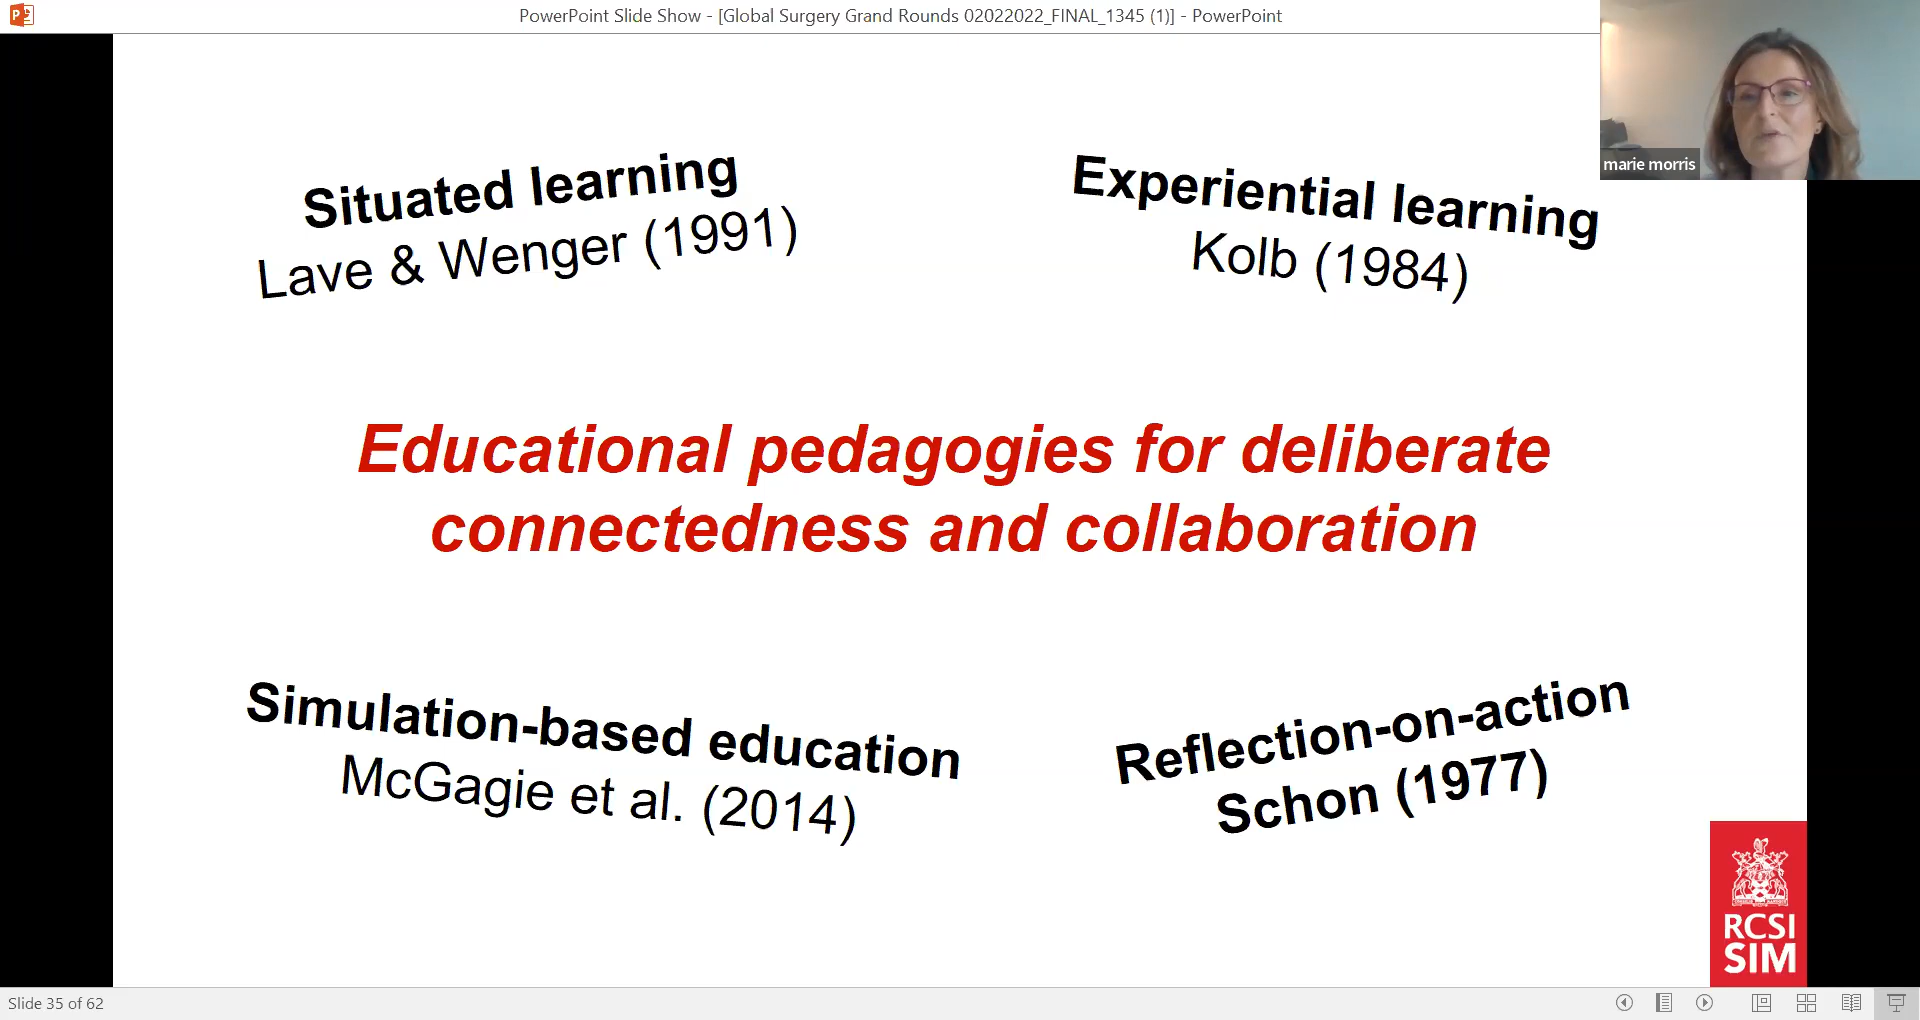 PowerPoint Slide Show - [Global Surgery Grand Rounds 02022022_FINAL_1345 (1)] - PowerPoint
marie morris
Situated learning
Lave & Wenger (1991)
Experiential learning
Kolb (1984)
Educational pedagogies for deliberate
connectedness and collaboration
Simulation-based education
McGagie et al. (2014)
Reflection-on-action
Schon (1977)
RCSI
SIM
Slide 35 of 62